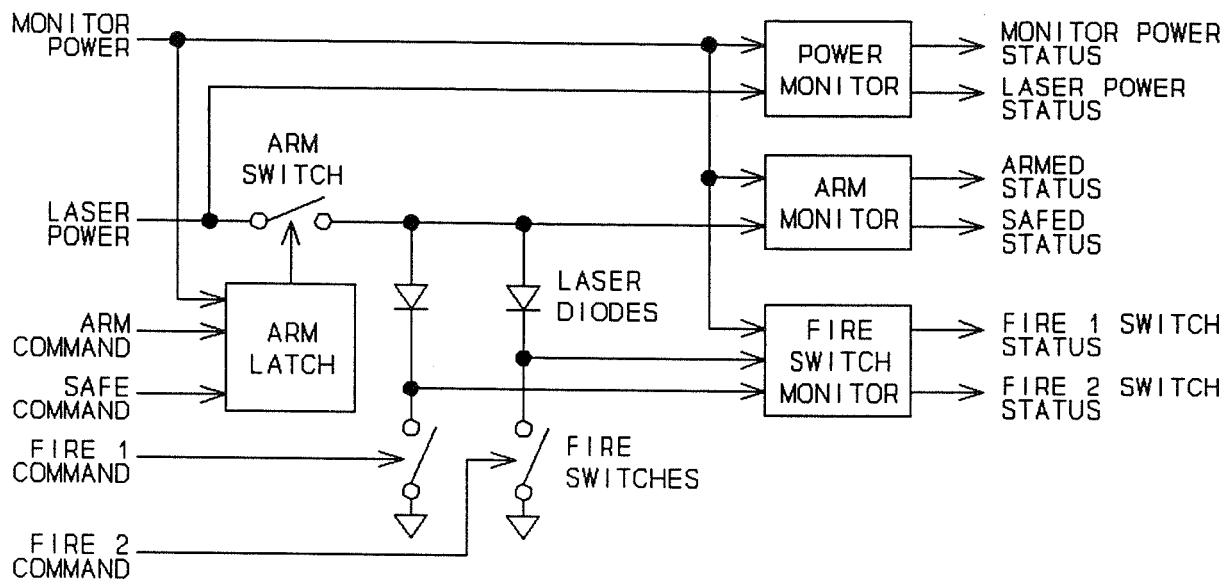 MONITOR
POWER
POWER
MONITOR
MONITOR POWER
STATUS
LASER POWER
STATUS
ARM
SWITCH
LASER
POWER
ARM
MONITOR
ARMED
STATUS
SAFED
STATUS
LASER
DIODES
ARM
LATCH
ARM
COMMAND
SAFE
COMMAND
FIRE
SWITCH
MONITOR
FIRE 1 SWITCH
STATUS
FIRE 2 SWITCH
STATUS
FIRE 1
COMMAND
FIRE
SWITCHES
FIRE 2
COMMAND